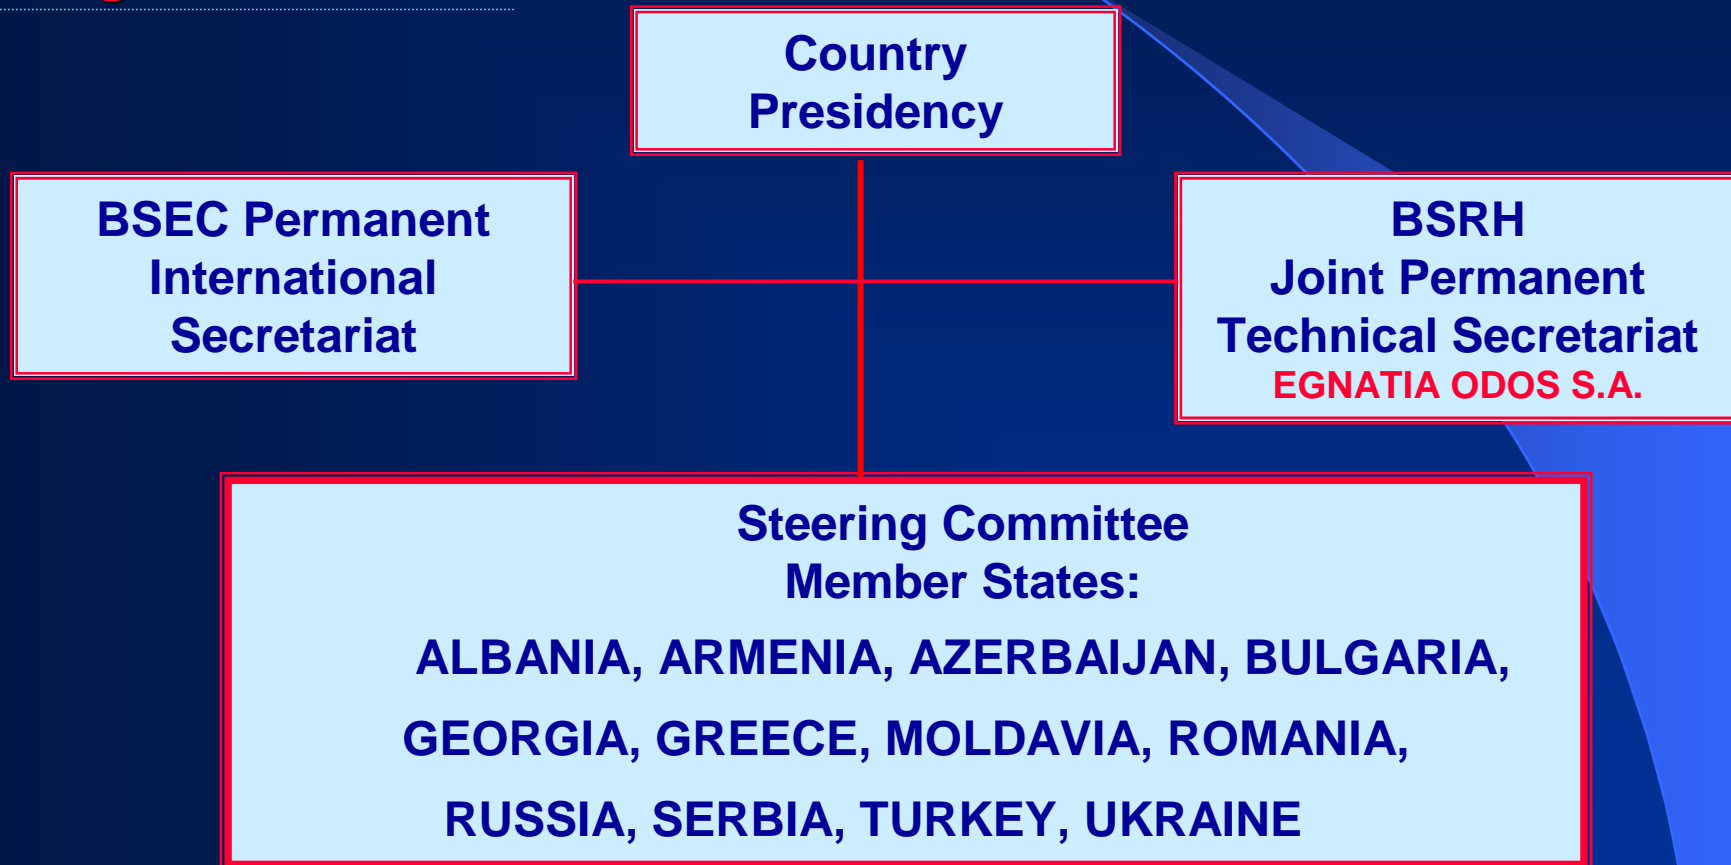 Country
Presidency
BSEC Permanent
International
Secretariat
BSRH
Joint Permanent
Technical Secretariat
EGNATIA ODOS S.A.
Steering Committee
Member States:
ALBANIA, ARMENIA, AZERBAIJAN, BULGARIA,
GEORGIA, GREECE, MOLDAVIA, ROMANIA,
RUSSIA, SERBIA, TURKEY, UKRAINE